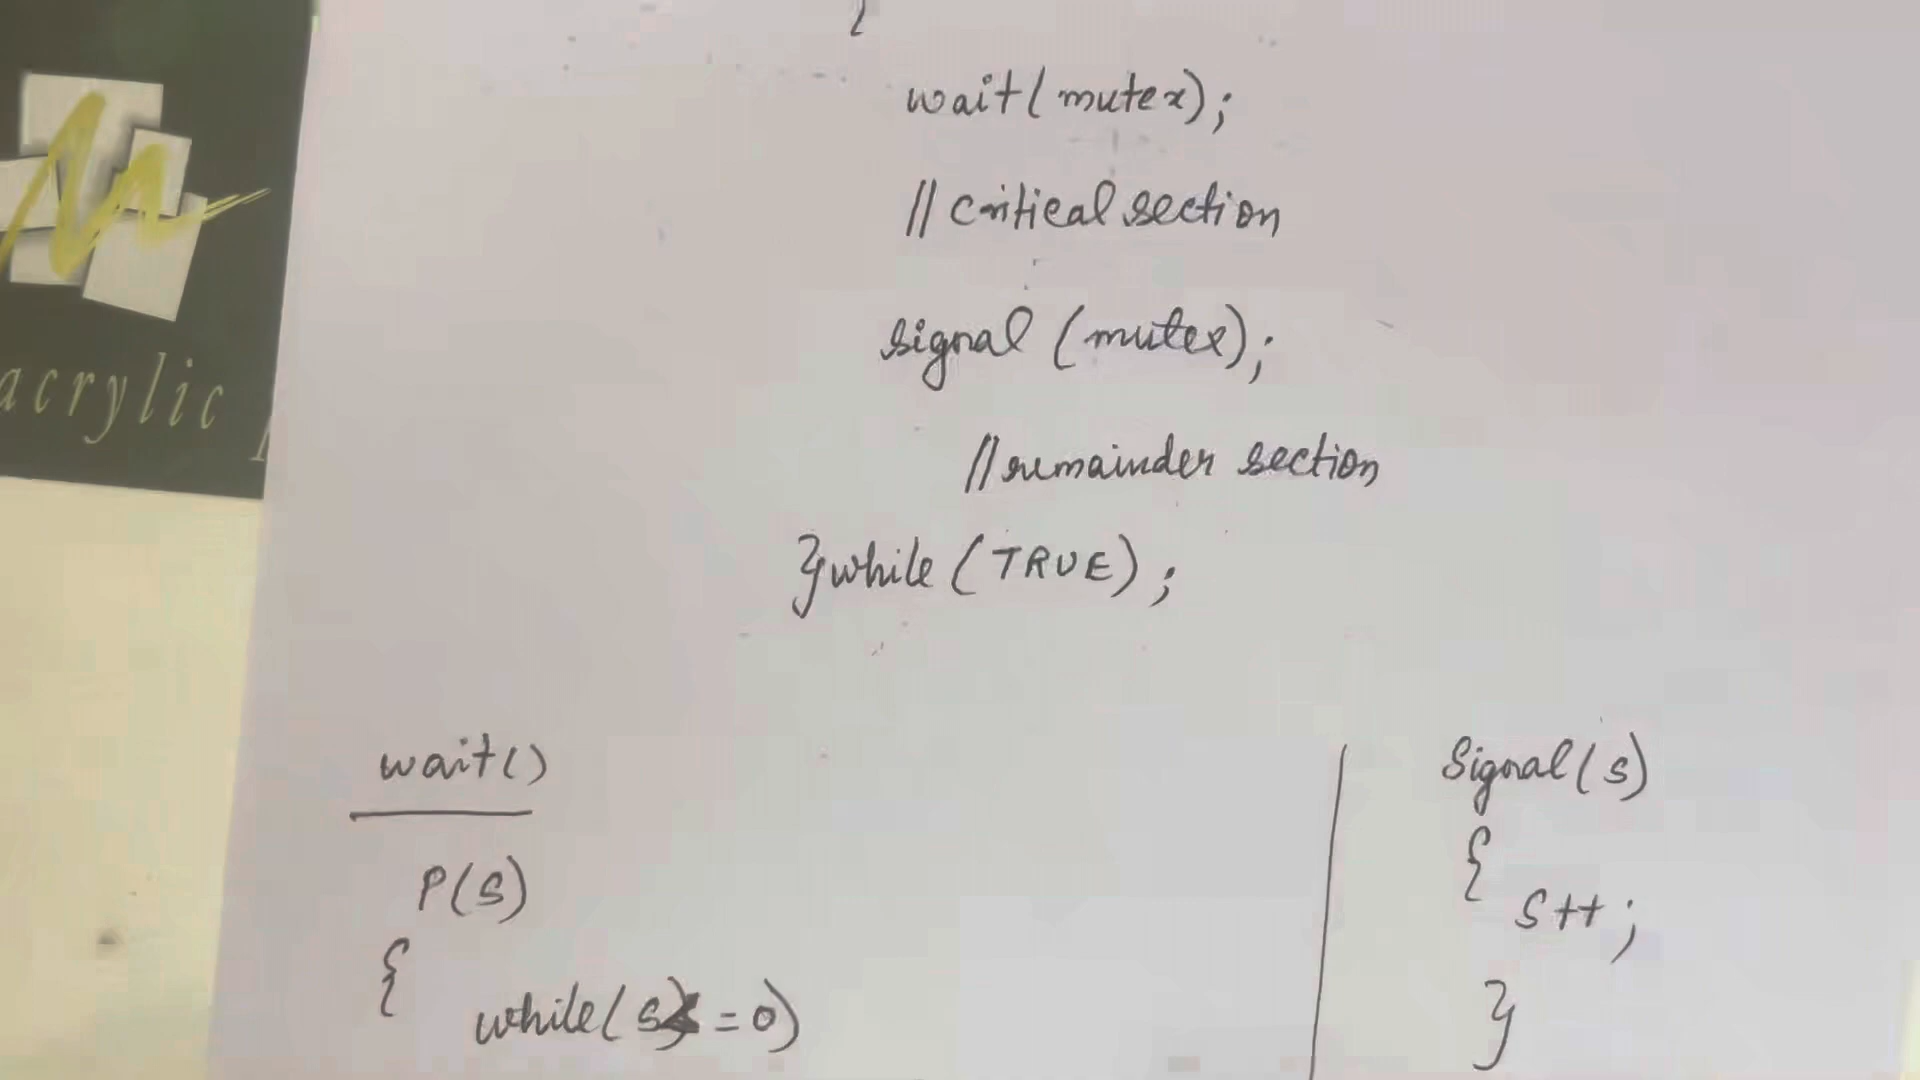 {
wait(mutex);
// critical section
signal (mutex);
// remainder section
} while (TRUE);
acrylic
wait()
P(S)
{
while(S<=0)
Signal(S)
{
S++;
}